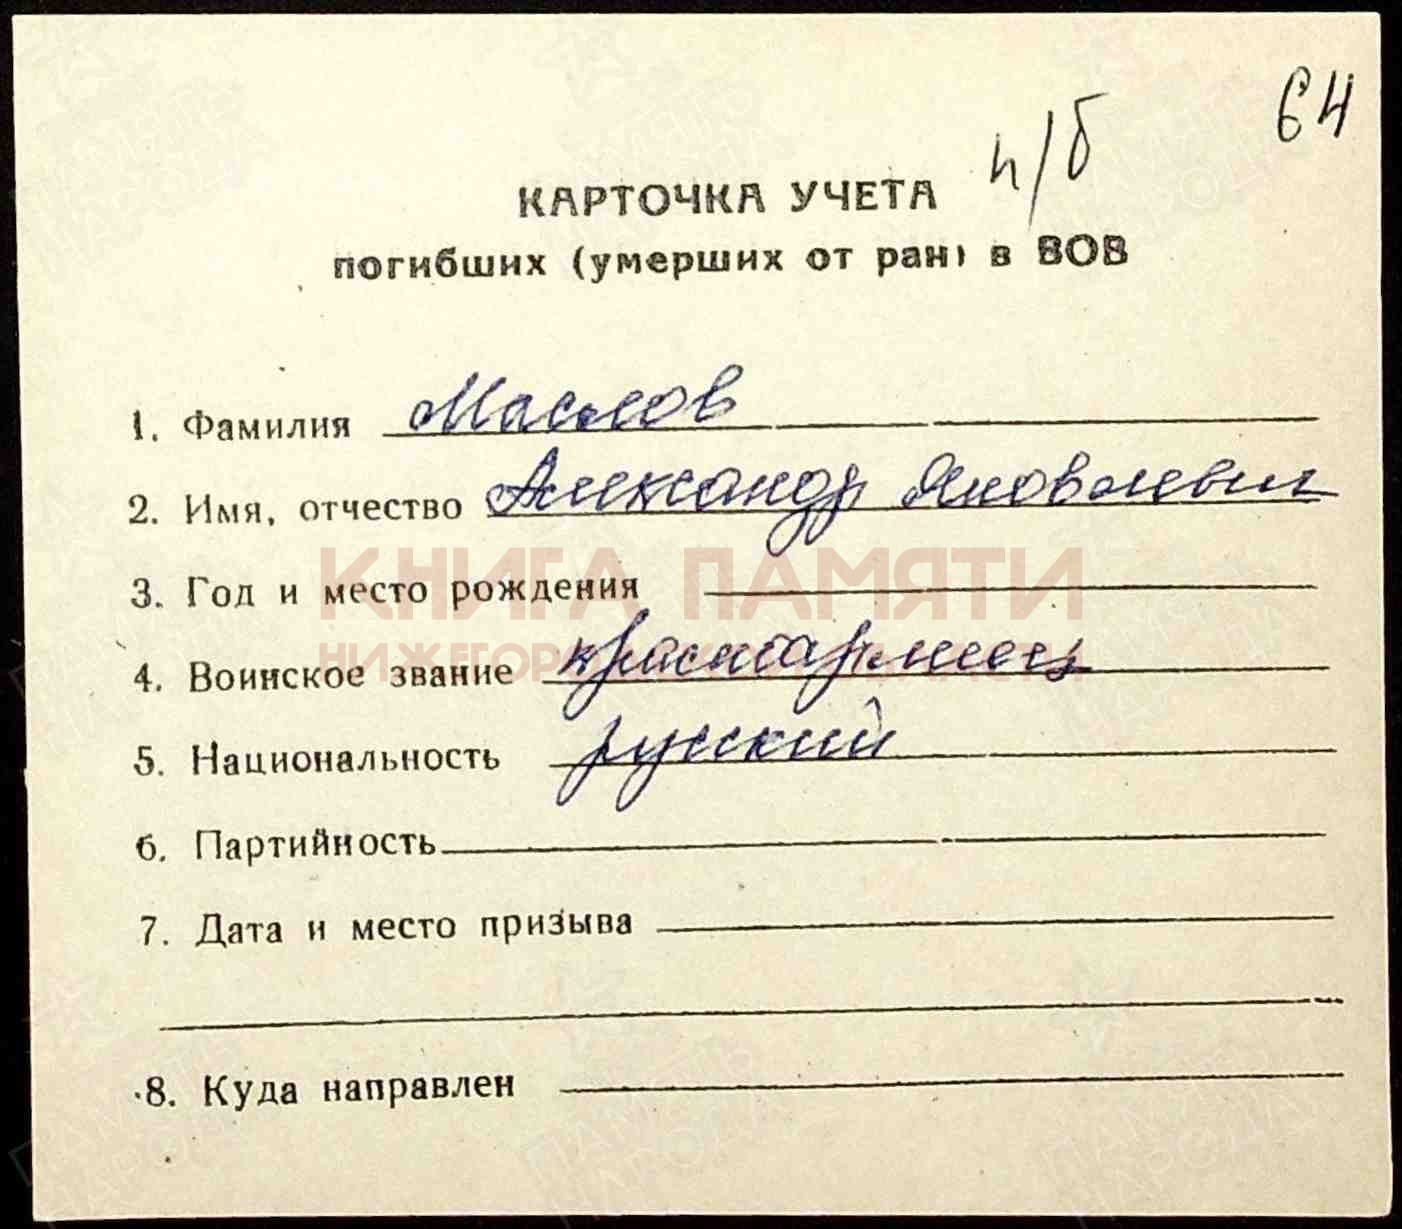 64
п/б
КАРТОЧКА УЧЕТА
погибших (умерших от ран) в ВОВ
1. Фамилия Маслов
2. Имя, отчество Александр Яковлевич
3. Год и место рождения
КНИГА ПАМЯТИ
НИЖЕГОРОДСКОЙ ОБЛАСТИ
4. Воинское звание красноармеец
5. Национальность русский
6. Партийность
7. Дата и место призыва
8. Куда направлен